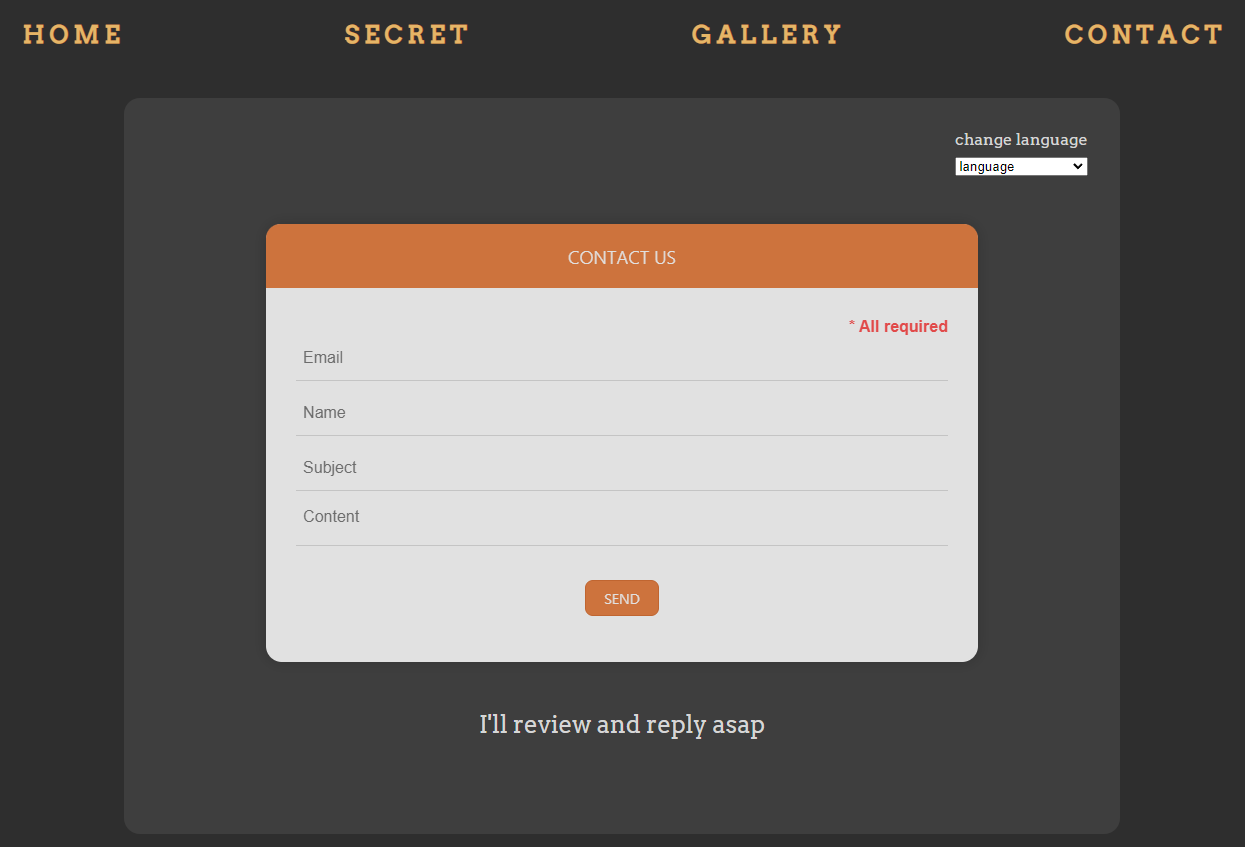 HOME SECRET GALLERY CONTACT
change language
language
CONTACT US
* All required
Email
Name
Subject
Content
SEND
I'll review and reply asap